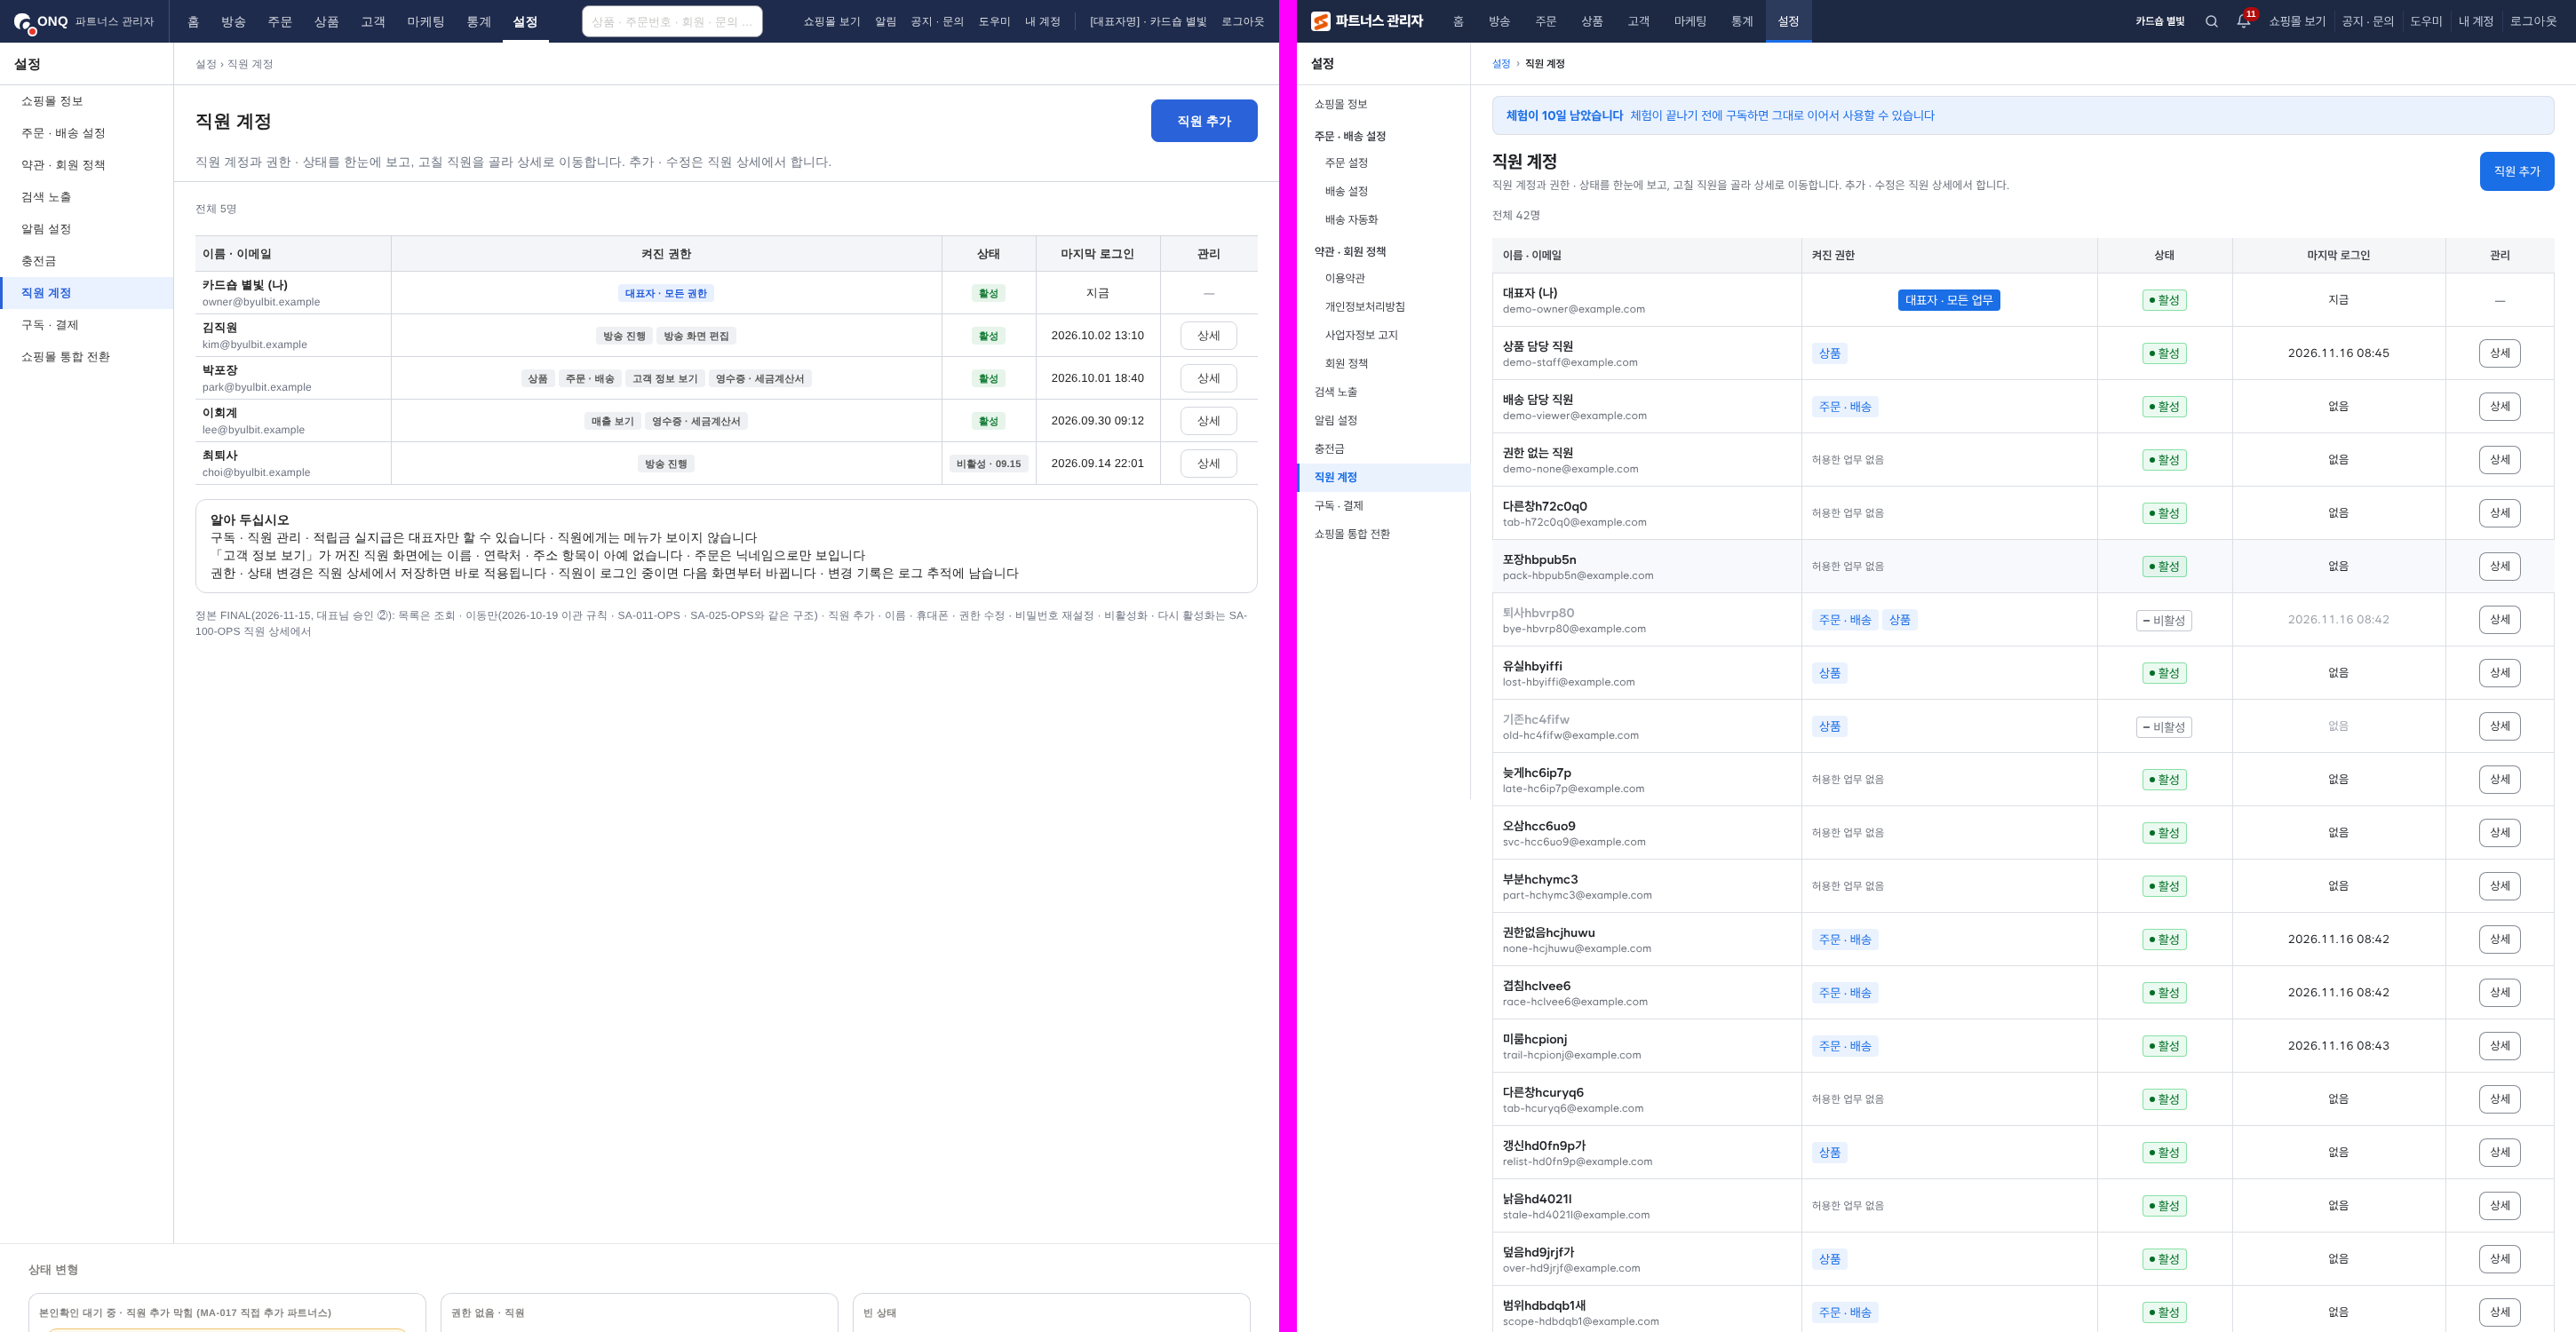 ONQ 파트너스 관리자 홈 방송 주문 상품 고객 마케팅 통계 설정 상품 · 주문번호 · 회원 · 문의 ... 쇼핑몰 보기 알림 공지 · 문의 도우미 내 계정 [대표자명] · 카드숍 별빛 로그아웃
설정
설정 › 직원 계정
쇼핑몰 정보
주문 · 배송 설정
약관 · 회원 정책
검색 노출
알림 설정
충전금
직원 계정
구독 · 결제
쇼핑몰 통합 전환
직원 계정
직원 추가
직원 계정과 권한 · 상태를 한눈에 보고, 고칠 직원을 골라 상세로 이동합니다. 추가 · 수정은 직원 상세에서 합니다.
전체 5명
이름 · 이메일 켜진 권한 상태 마지막 로그인 관리
카드숍 별빛 (나)
owner@byulbit.example
대표자 · 모든 권한 활성 지금 —
김직원
kim@byulbit.example
방송 진행 방송 화면 편집 활성 2026.10.02 13:10 상세
박포장
park@byulbit.example
상품 주문 · 배송 고객 정보 보기 영수증 · 세금계산서 활성 2026.10.01 18:40 상세
이회계
lee@byulbit.example
매출 보기 영수증 · 세금계산서 활성 2026.09.30 09:12 상세
최퇴사
choi@byulbit.example
방송 진행 비활성 · 09.15 2026.09.14 22:01 상세
알아 두십시오
구독 · 직원 관리 · 적립금 실지급은 대표자만 할 수 있습니다 · 직원에게는 메뉴가 보이지 않습니다
「고객 정보 보기」가 꺼진 직원 화면에는 이름 · 연락처 · 주소 항목이 아예 없습니다 · 주문은 닉네임으로만 보입니다
권한 · 상태 변경은 직원 상세에서 저장하면 바로 적용됩니다 · 직원이 로그인 중이면 다음 화면부터 바뀝니다 · 변경 기록은 로그 추적에 남습니다
정본 FINAL(2026-11-15, 대표님 승인 ②): 목록은 조회 · 이동만(2026-10-19 이관 규칙 · SA-011-OPS · SA-025-OPS와 같은 구조) · 직원 추가 · 이름 · 휴대폰 · 권한 수정 · 비밀번호 재설정 · 비활성화 · 다시 활성화는 SA-
100-OPS 직원 상세에서
상태 변형
본인확인 대기 중 · 직원 추가 막힘 (MA-017 직접 추가 파트너스)
권한 없음 · 직원
빈 상태
파트너스 관리자 홈 방송 주문 상품 고객 마케팅 통계 설정 카드숍 별빛 11 쇼핑몰 보기 공지 · 문의 도우미 내 계정 로그아웃
설정
설정 › 직원 계정
쇼핑몰 정보
주문 · 배송 설정
주문 설정
배송 설정
배송 자동화
약관 · 회원 정책
이용약관
개인정보처리방침
사업자정보 고지
회원 정책
검색 노출
알림 설정
충전금
직원 계정
구독 · 결제
쇼핑몰 통합 전환
체험이 10일 남았습니다 체험이 끝나기 전에 구독하면 그대로 이어서 사용할 수 있습니다
직원 계정
직원 계정과 권한 · 상태를 한눈에 보고, 고칠 직원을 골라 상세로 이동합니다. 추가 · 수정은 직원 상세에서 합니다.
직원 추가
전체 42명
이름 · 이메일 켜진 권한 상태 마지막 로그인 관리
대표자 (나)
demo-owner@example.com
대표자 · 모든 업무 활성 지금 —
상품 담당 직원
demo-staff@example.com
상품 활성 2026.11.16 08:45 상세
배송 담당 직원
demo-viewer@example.com
주문 · 배송 활성 없음 상세
권한 없는 직원
demo-none@example.com
허용한 업무 없음 활성 없음 상세
다른창h72c0q0
tab-h72c0q0@example.com
허용한 업무 없음 활성 없음 상세
포장hbpub5n
pack-hbpub5n@example.com
허용한 업무 없음 활성 없음 상세
퇴사hbvrp80
bye-hbvrp80@example.com
주문 · 배송 상품 비활성 2026.11.16 08:42 상세
유실hbyiffi
lost-hbyiffi@example.com
상품 활성 없음 상세
기존hc4fifw
old-hc4fifw@example.com
상품 비활성 없음 상세
늦게hc6ip7p
late-hc6ip7p@example.com
허용한 업무 없음 활성 없음 상세
오삼hcc6uo9
svc-hcc6uo9@example.com
허용한 업무 없음 활성 없음 상세
부분hchymc3
part-hchymc3@example.com
허용한 업무 없음 활성 없음 상세
권한없음hcjhuwu
none-hcjhuwu@example.com
주문 · 배송 활성 2026.11.16 08:42 상세
겹침hclvee6
race-hclvee6@example.com
주문 · 배송 활성 2026.11.16 08:42 상세
미룸hcpionj
trail-hcpionj@example.com
주문 · 배송 활성 2026.11.16 08:43 상세
다른창hcuryq6
tab-hcuryq6@example.com
허용한 업무 없음 활성 없음 상세
갱신hd0fn9p가
relist-hd0fn9p@example.com
상품 활성 없음 상세
낡음hd4021l
stale-hd4021l@example.com
허용한 업무 없음 활성 없음 상세
덮음hd9jrjf가
over-hd9jrjf@example.com
상품 활성 없음 상세
범위hdbdqb1새
scope-hdbdqb1@example.com
주문 · 배송 활성 없음 상세